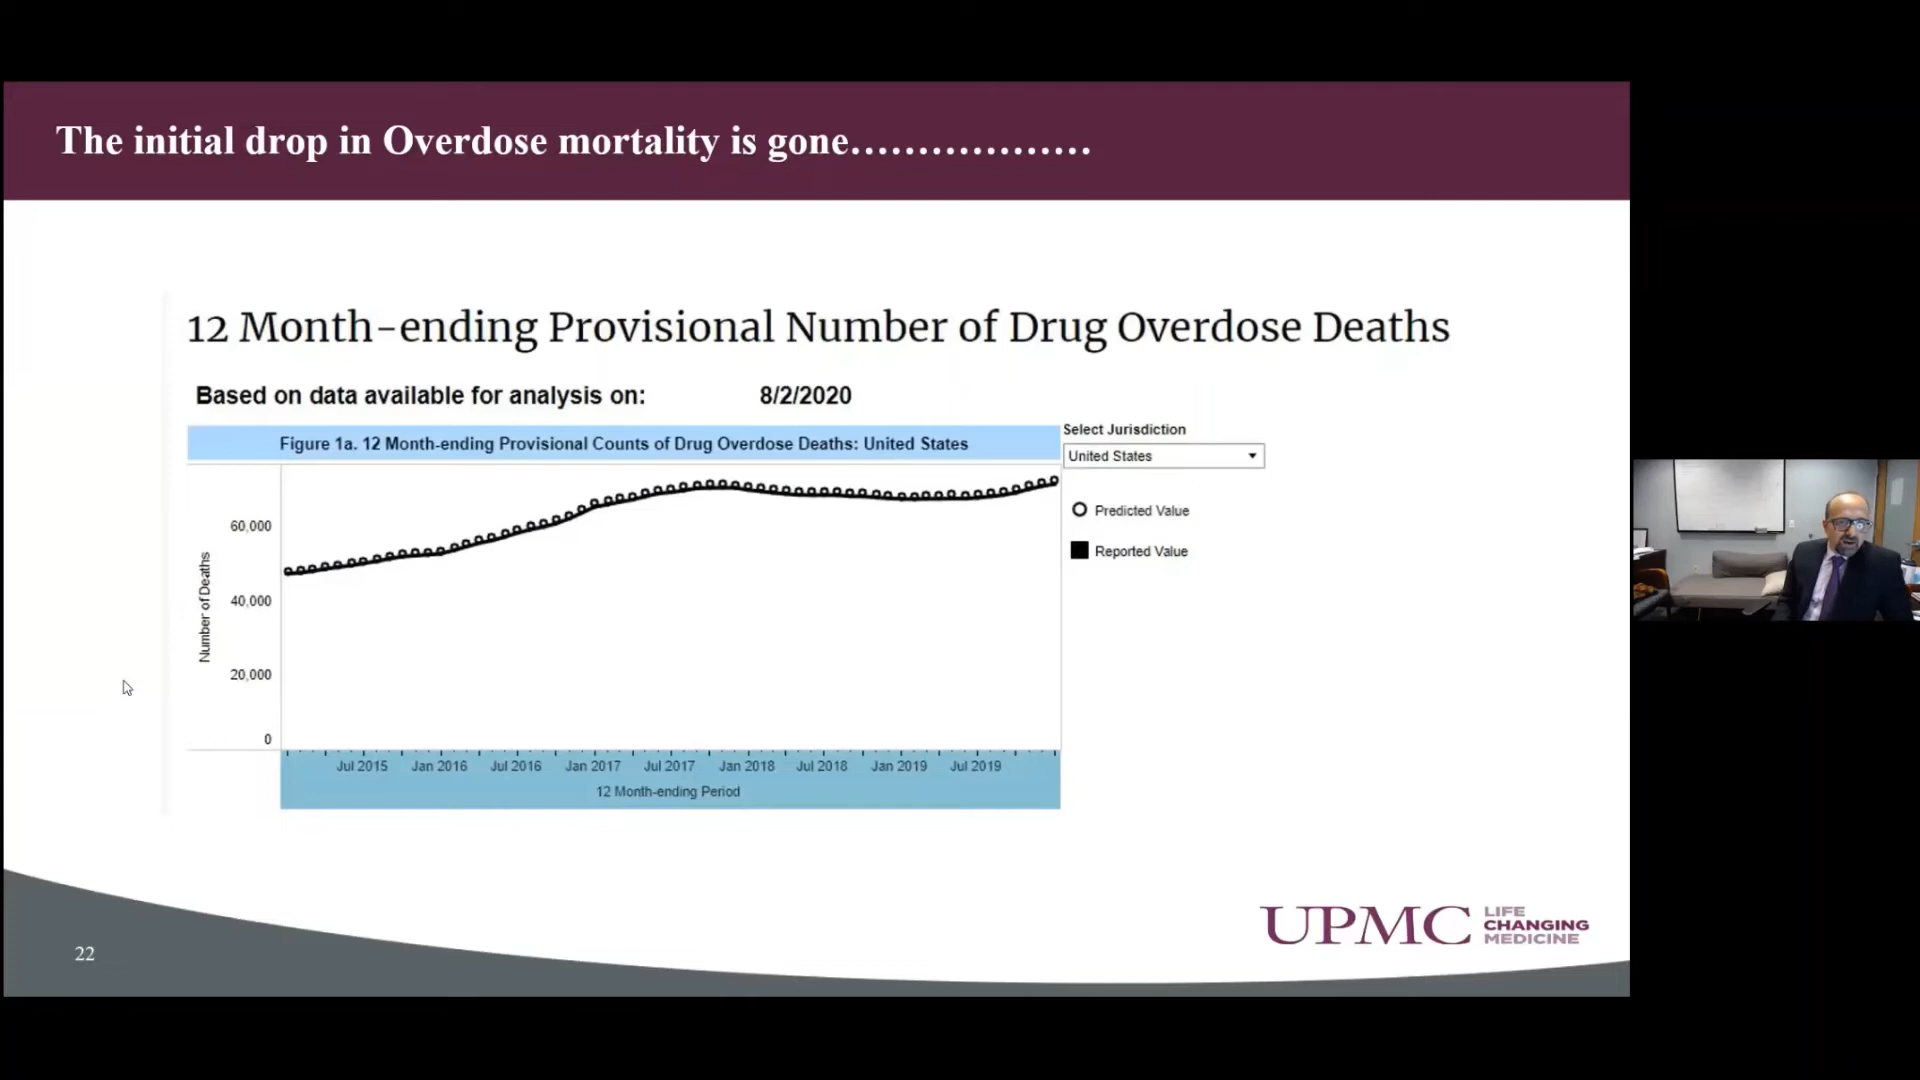 The initial drop in Overdose mortality is gone………………
12 Month-ending Provisional Number of Drug Overdose Deaths
Based on data available for analysis on: 8/2/2020
Figure 1a. 12 Month-ending Provisional Counts of Drug Overdose Deaths: United States
Select Jurisdiction
United States
Predicted Value
Reported Value
Number of Deaths
60,000
40,000
20,000
0
Jul 2015 Jan 2016 Jul 2016 Jan 2017 Jul 2017 Jan 2018 Jul 2018 Jan 2019 Jul 2019
12 Month-ending Period
UPMC LIFE
CHANGING
MEDICINE
22